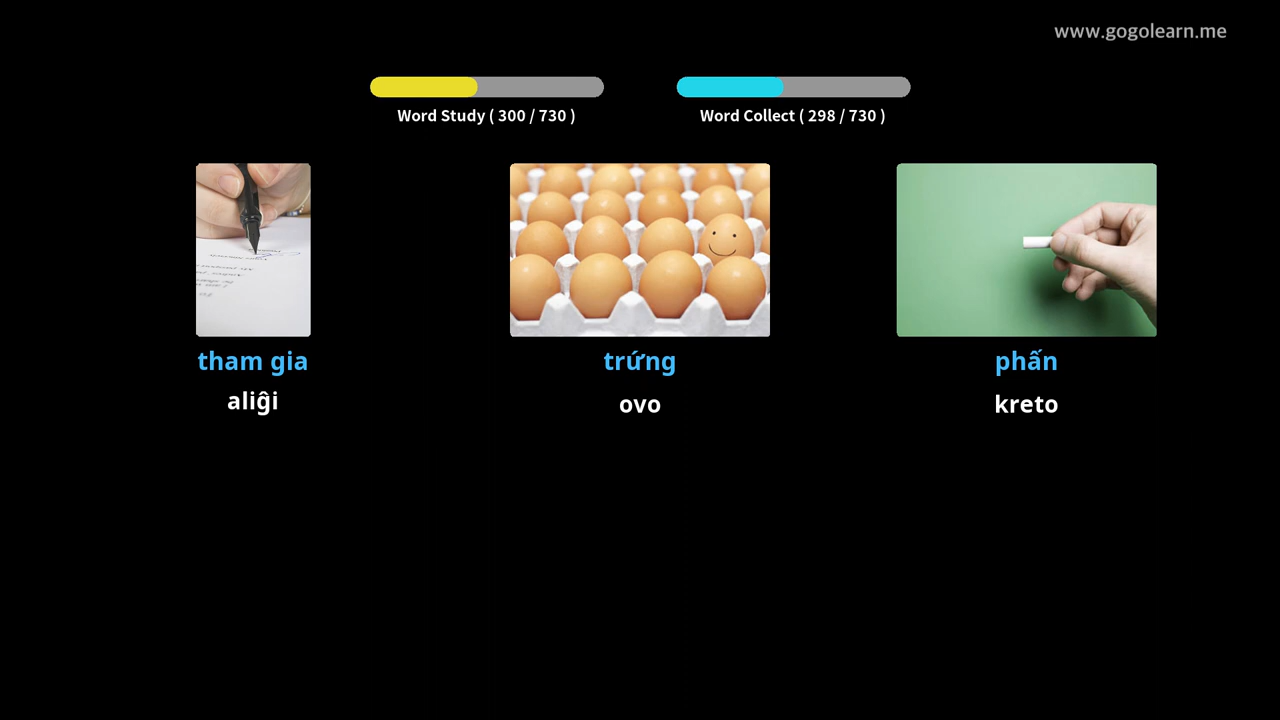 www.gogolearn.me
Word Study ( 300 / 730 )
Word Collect ( 298 / 730 )
tham gia
trứng
phấn
aliĝi
ovo
kreto